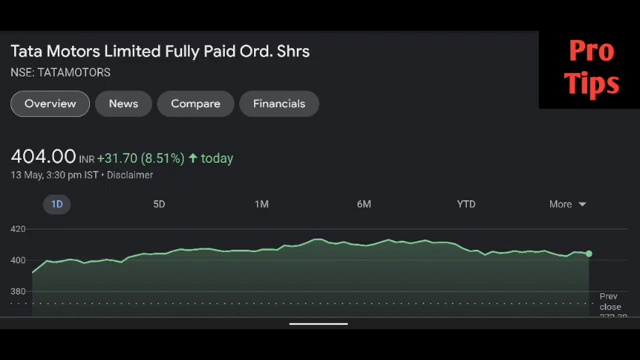 Tata Motors Limited Fully Paid Ord. Shrs
NSE: TATAMOTORS
Pro
Tips
Overview News Compare Financials
404.00 INR +31.70 (8.51%) ↑ today
13 May, 3:30 pm IST • Disclaimer
1D 5D 1M 6M YTD More
420
400
380
Prev
close